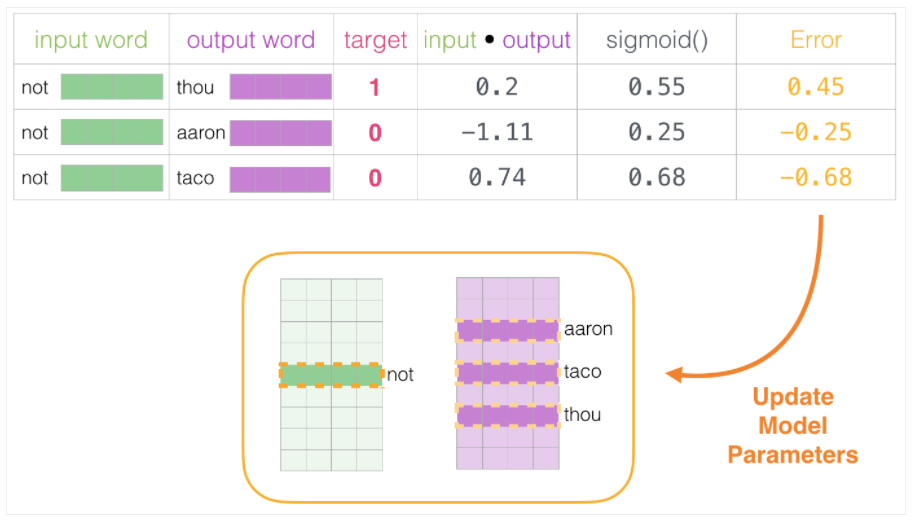 input word output word target input • output sigmoid() Error
not thou 1 0.2 0.55 0.45
not aaron 0 -1.11 0.25 -0.25
not taco 0 0.74 0.68 -0.68
aaron
not taco
thou
Update
Model
Parameters